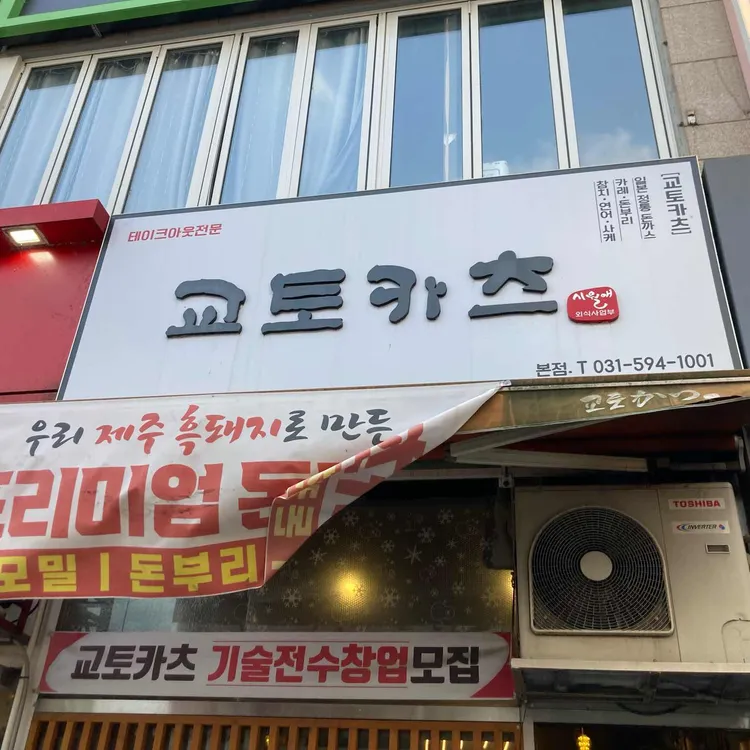 테이크아웃전문
교토카츠
시월애
외식사업부
[교토카츠]
일본 정통 돈까스
카레·돈부리
참치·연어·사케
본점. T 031-594-1001
우리 제주 흑돼지로 만든
프리미엄 돈
모밀 | 돈부리
교토카츠
TOSHIBA
INVERTER
교토카츠 기술전수창업모집